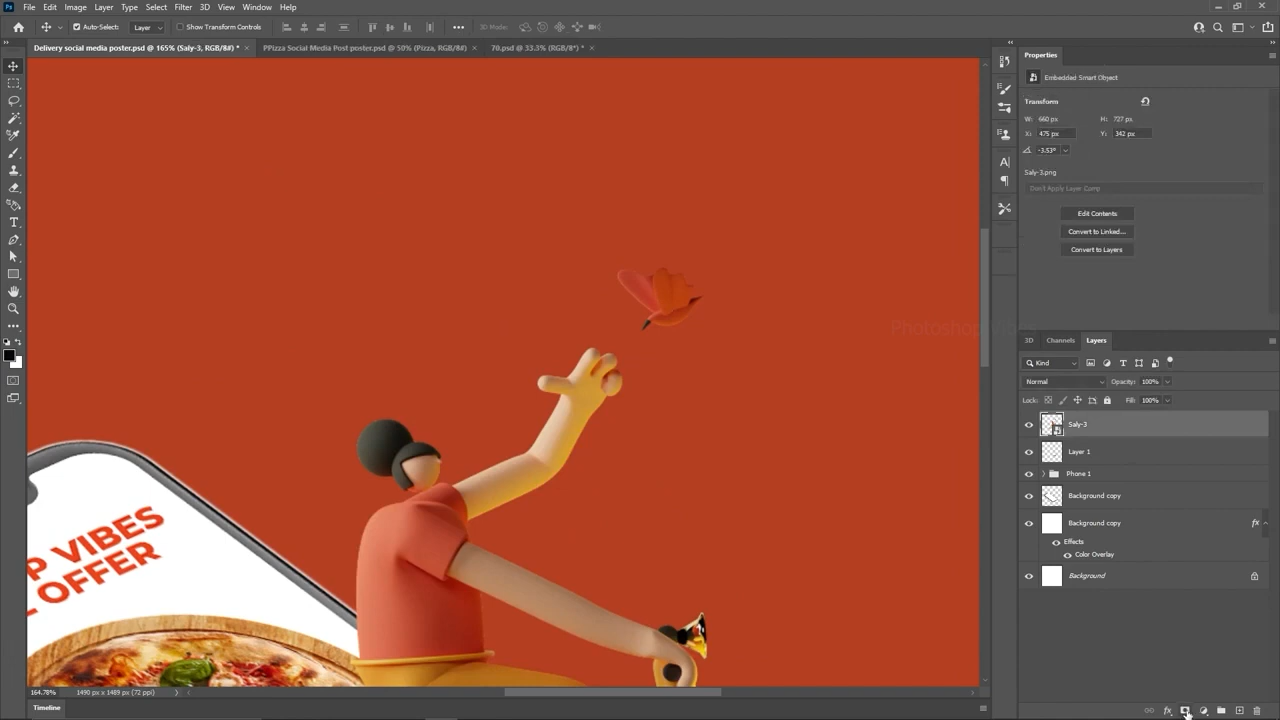 Ps File Edit Image Layer Type Select Filter 3D View Window Help
Auto-Select: Layer Show Transform Controls 3D Mode:
Delivery social media poster.psd @ 165% (Saly-3, RGB/8#) * PPizza Social Media Post poster.psd @ 50% (Pizza, RGB/8#) 70.psd @ 33.3% (RGB/8*) *
Properties
Embedded Smart Object
Transform
W: 660 px H: 727 px
X: 475 px Y: 342 px
-3.53°
Saly-3.png
Don't Apply Layer Comp
Edit Contents
Convert to Linked...
Convert to Layers
3D Channels Layers
Kind
Normal Opacity: 100%
Lock: Fill: 100%
Saly-3
Layer 1
Phone 1
Background copy
Background copy fx
Effects
Color Overlay
Background
P VIBES
OFFER
164.78% 1490 px x 1489 px (72 ppi)
Timeline